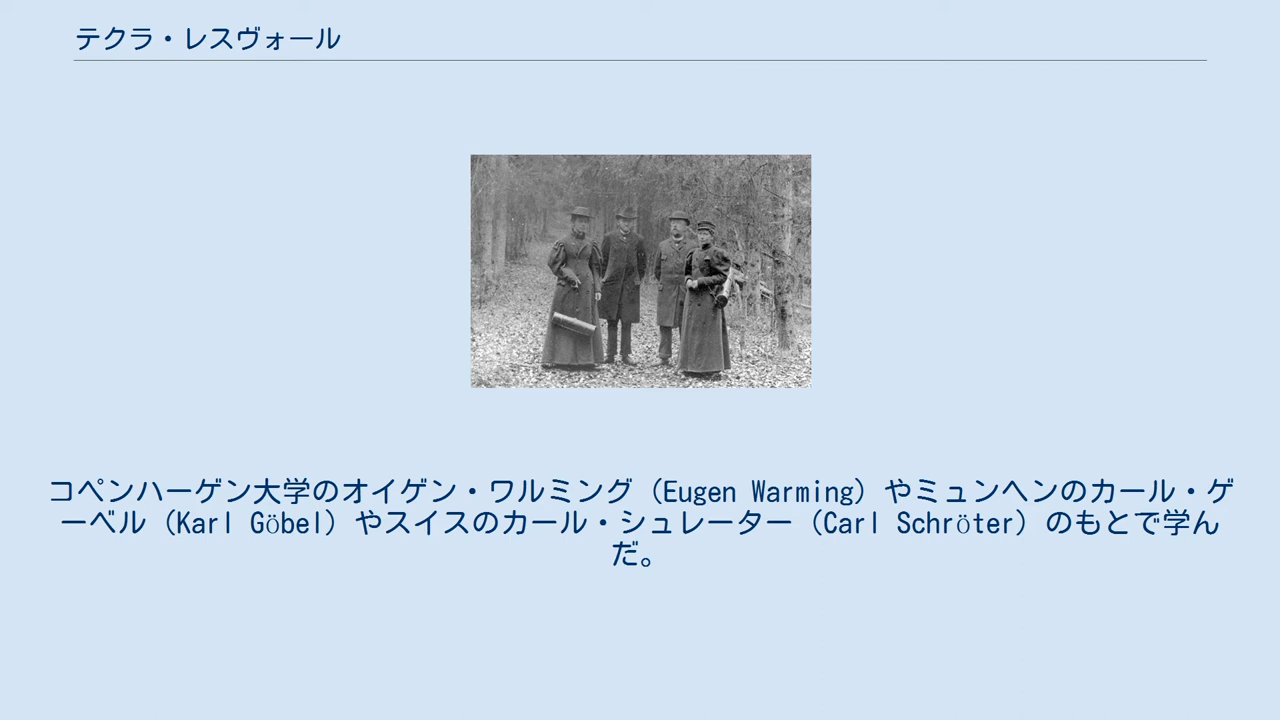 テクラ・レスヴォール
コペンハーゲン大学のオイゲン・ワルミング（Eugen Warming）やミュンヘンのカール・ゲ
ーベル（Karl Göbel）やスイスのカール・シュレーター（Carl Schröter）のもとで学ん
だ。